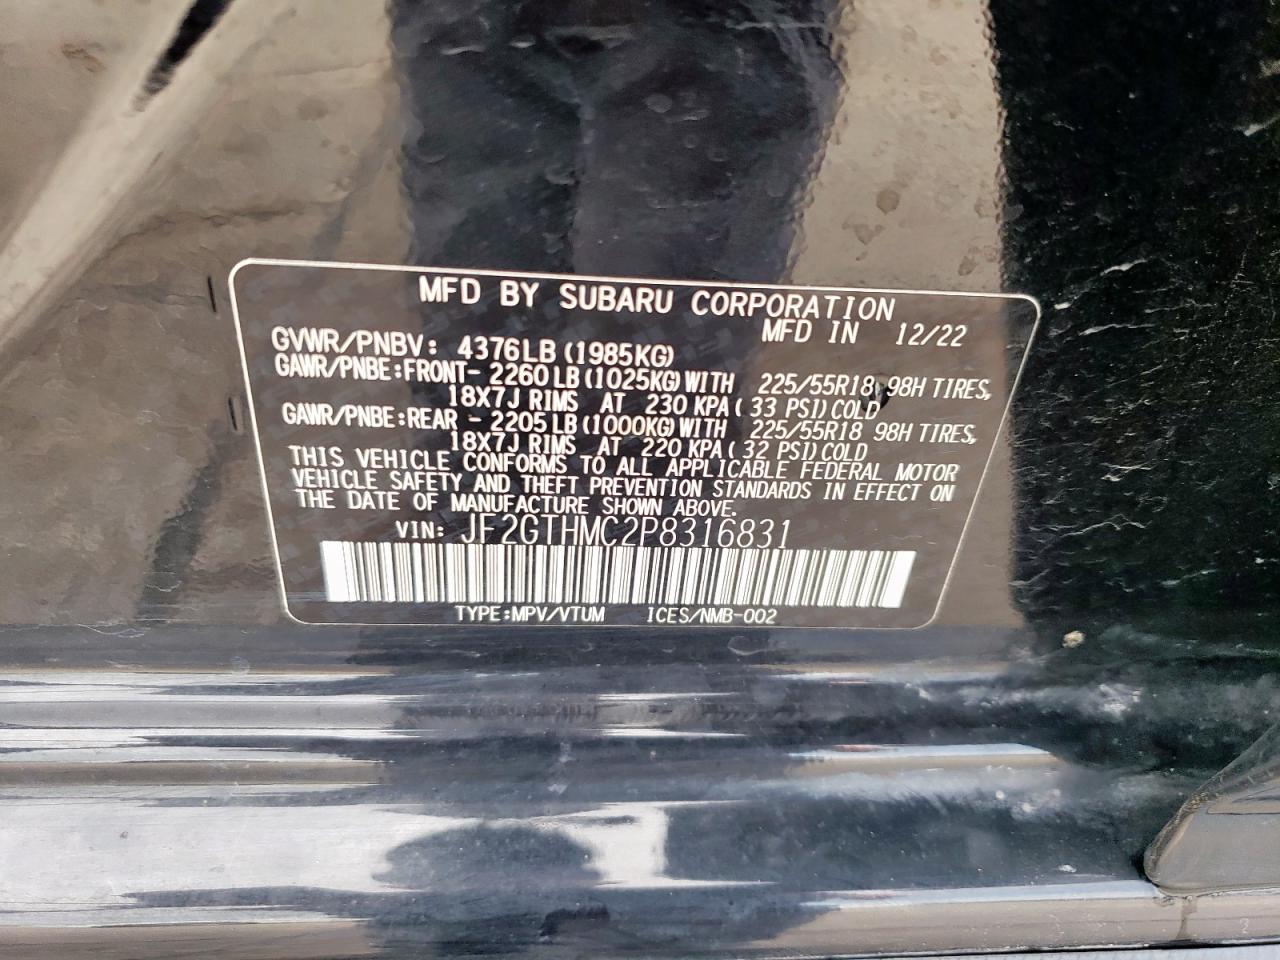 MFD BY SUBARU CORPORATION
MFD IN 12/22
GVWR/PNBV: 4376LB (1985KG)
GAWR/PNBE:FRONT- 2260LB (1025KG) WITH 225/55R18 98H TIRES,
18X7J RIMS AT 230 KPA ( 33 PSI) COLD
GAWR/PNBE:REAR - 2205LB (1000KG) WITH 225/55R18 98H TIRES,
18X7J RIMS AT 220 KPA ( 32 PSI) COLD
THIS VEHICLE CONFORMS TO ALL APPLICABLE FEDERAL MOTOR
VEHICLE SAFETY AND THEFT PREVENTION STANDARDS IN EFFECT ON
THE DATE OF MANUFACTURE SHOWN ABOVE.
VIN: JF2GTHMC2P8316831
TYPE:MPV/VTUM ICES/NMB-002